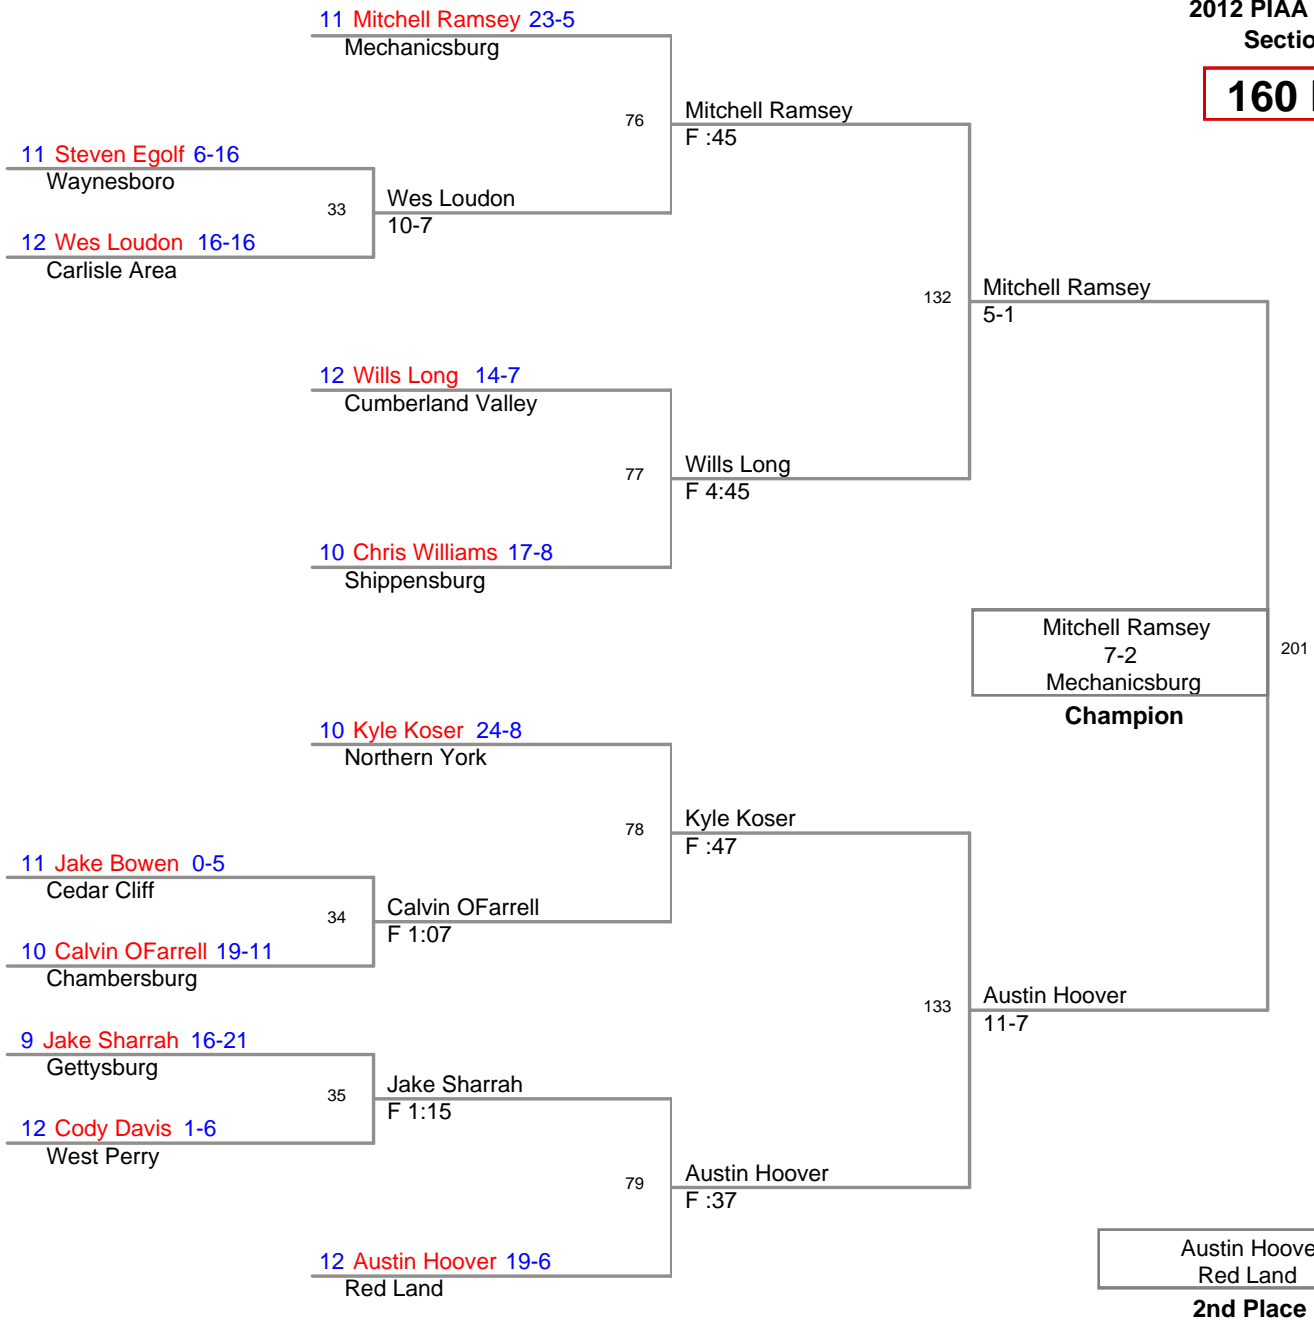 2012 PIAA
160
11 Mitchell Ramsey 23-5
Mechanicsburg
76
Mitchell Ramsey
F :45
11 Steven Egolf 6-16
Waynesboro
33
Wes Loudon
10-7
12 Wes Loudon 16-16
Carlisle Area
132
Mitchell Ramsey
5-1
12 Wills Long 14-7
Cumberland Valley
77
Wills Long
F 4:45
10 Chris Williams 17-8
Shippensburg
Mitchell Ramsey
7-2
Mechanicsburg
201
Champion
10 Kyle Koser 24-8
Northern York
78
Kyle Koser
F :47
11 Jake Bowen 0-5
Cedar Cliff
34
Calvin OFarrell
F 1:07
10 Calvin OFarrell 19-11
Chambersburg
133
Austin Hoover
11-7
9 Jake Sharrah 16-21
Gettysburg
35
Jake Sharrah
F 1:15
12 Cody Davis 1-6
West Perry
79
Austin Hoover
F :37
12 Austin Hoover 19-6
Red Land
Austin Hoove
Red Land
2nd Place